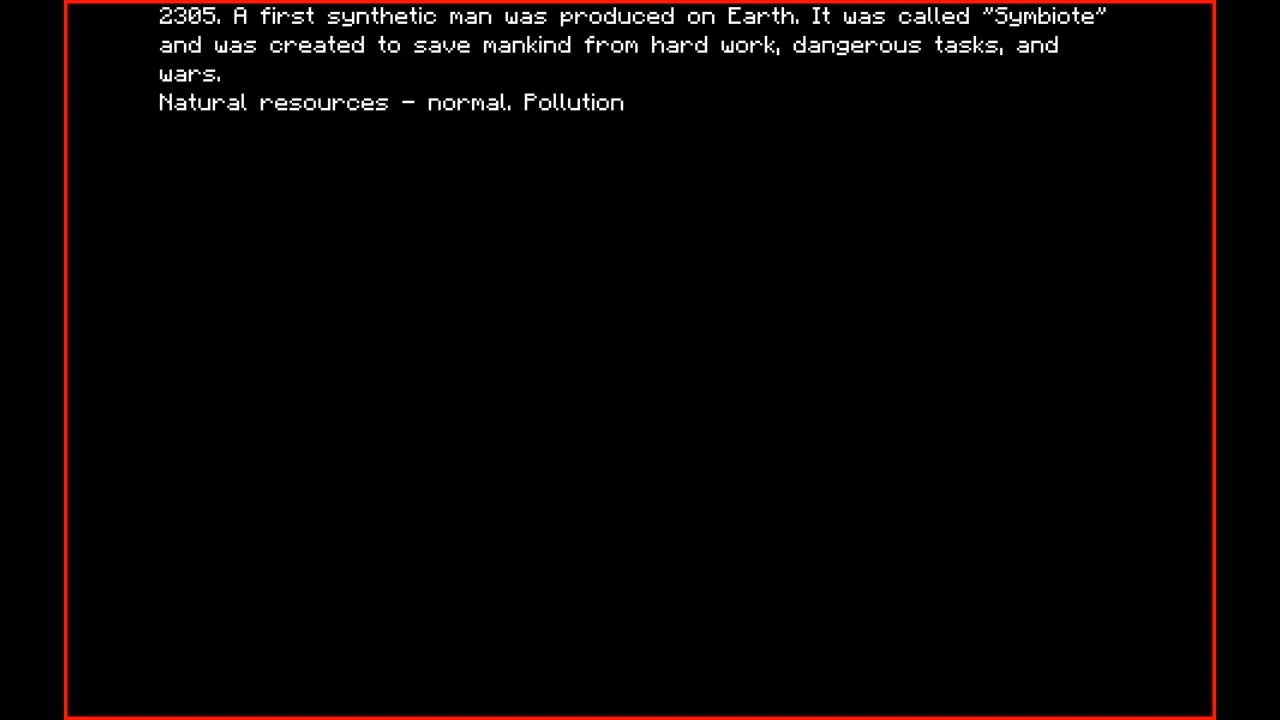 2305. A first synthetic man was produced on Earth. It was called "Symbiote"
and was created to save mankind from hard work, dangerous tasks, and
wars.
Natural resources - normal. Pollution